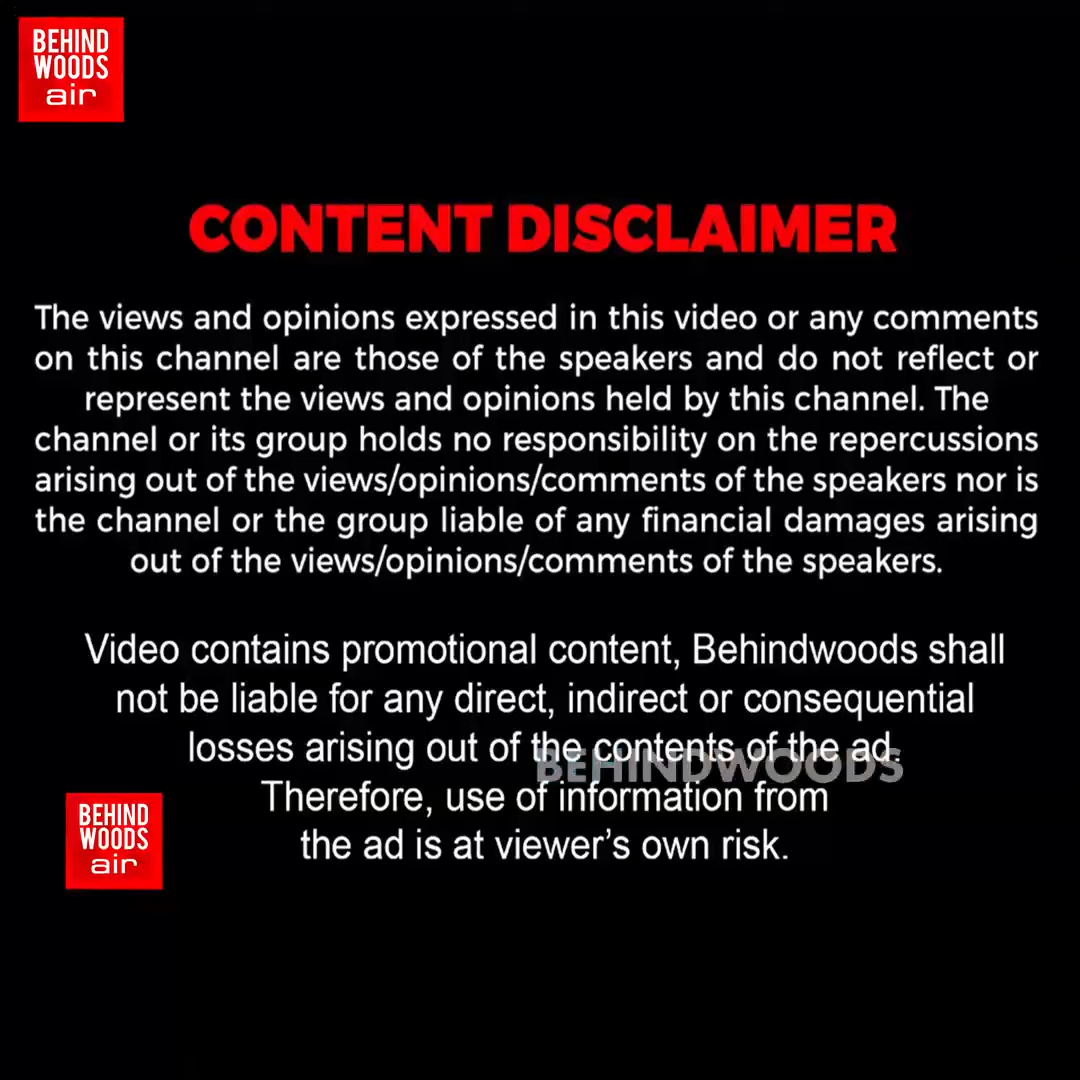 BEHIND
WOODS
air
CONTENT DISCLAIMER
The views and opinions expressed in this video or any comments
on this channel are those of the speakers and do not reflect or
represent the views and opinions held by this channel. The
channel or its group holds no responsibility on the repercussions
arising out of the views/opinions/comments of the speakers nor is
the channel or the group liable of any financial damages arising
out of the views/opinions/comments of the speakers.
Video contains promotional content, Behindwoods shall
not be liable for any direct, indirect or consequential
losses arising out of the contents of the ad.
BEHINDWOODS
Therefore, use of information from
the ad is at viewer’s own risk.
BEHIND
WOODS
air